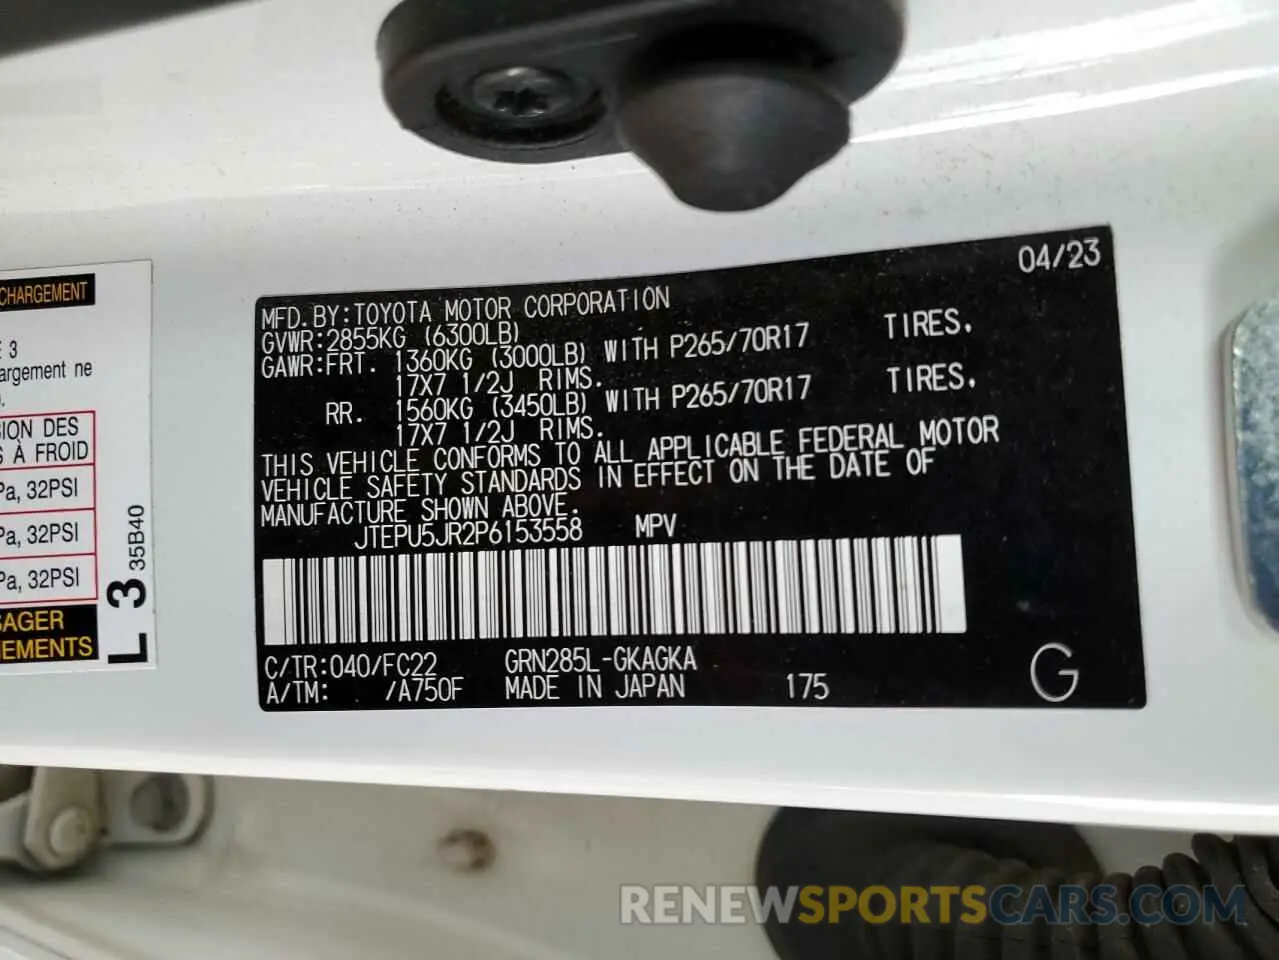 CHARGEMENT
E 3
argement ne
SION DES
À FROID
Pa, 32PSI
Pa, 32PSI
Pa, 32PSI
SAGER
EMENTS
L 3
35B40
04/23
MFD. BY:TOYOTA MOTOR CORPORATION
GVWR:2855KG (6300LB)
GAWR:FRT. 1360KG (3000LB) WITH P265/70R17 TIRES.
17X7 1/2J RIMS.
RR. 1560KG (3450LB) WITH P265/70R17 TIRES.
17X7 1/2J RIMS.
THIS VEHICLE CONFORMS TO ALL APPLICABLE FEDERAL MOTOR
VEHICLE SAFETY STANDARDS IN EFFECT ON THE DATE OF
MANUFACTURE SHOWN ABOVE.
JTEPU5JR2P6153558 MPV
C/TR:040/FC22 GRN285L-GKAGKA
A/TM: /A750F MADE IN JAPAN 175
G
RENEWSPORTSCARS.COM